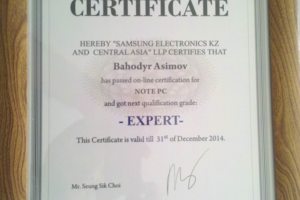 CERTIFICATE
HEREBY "SAMSUNG ELECTRONICS KZ
AND CENTRAL ASIA" LLP CERTIFIES THAT
Bahodyr Asimov
has passed on-line certification for
NOTE PC
and got next qualification grade:
- EXPERT-
This Certificate is valid till 31st of December 2014.
Mr. Seung Sik Choi